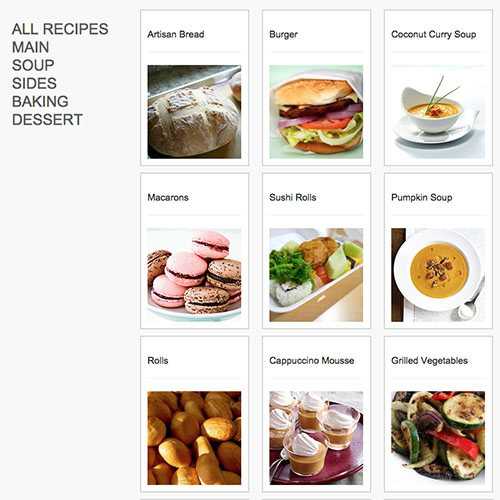 ALL RECIPES
MAIN
SOUP
SIDES
BAKING
DESSERT
Artisan Bread
Burger
Coconut Curry Soup
Macarons
Sushi Rolls
Pumpkin Soup
Rolls
Cappuccino Mousse
Grilled Vegetables